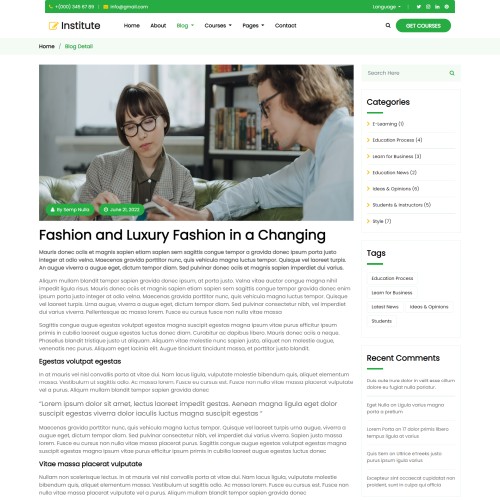 +(000) 345 67 89 | info@gmail.com Language
Institute Home About Blog Courses Pages Contact GET COURSES
Home / Blog Detail
Search Here
Categories
E-Learning (1)
Education Process (4)
Learn for Business (3)
Education News (2)
Ideas & Opinions (6)
Students & Instructors (5)
Style (7)
By Semp Nulla June 21, 2023
Fashion and Luxury Fashion in a Changing
Mauris donec ociis et magnis sapien etiam sapien sem sagittis congue tempor a gravida donec ipsum porta justo
integer at odio velna. Maecenas gravida porttitor nunc, quis vehicula magna luctus tempor. Quisque vel laoreet turpis.
An augue viverra a augue eget, dictum tempor diam. Sed pulvinar donec ociis et magnis sapien imperdiet dui varius.
Aliqum mullam blandit tempor sapien gravida donec ipsum, at porta justo. Velna vitae auctor congue magna nihil
impedit ligula risus. Mauris donec ociis et magnis sapien etiam sapien sem sagittis congue tempor gravida donec enim
ipsum porta justo integer at odio velna. Maecenas gravida porttitor nunc, quis vehicula magna luctus tempor. Quisque
vel laoreet turpis. Urna augue, viverra a augue eget, dictum tempor diam. Sed pulvinar consectetur nibh, vel imperdiet
dui varius viverra. Pellentesque ac massa lorem. Fusce eu cursus fusce non nulla vitae massa
Sagittis congue augue egestas volutpat egestas magna suscipit egestas magna ipsum vitae purus efficitur ipsum
primis in cubilia laoreet augue egestas luctus donec diam. Curabitur ac dapibus libero. Mauris donec ociis a neque.
Phasellus blandit tristique justo ut aliquam. Aliquam vitae molestie nunc sapien justo, aliquet non molestie augue,
venenatis nec purus. Aliquam eget lacinia elit. Augue tincidunt tincidunt massa, et porttitor justo blandit.
Egestas volutpat egestas
In at mauris vel nisl convallis porta at vitae dui. Nam lacus ligula, vulputate molestie bibendum quis, aliquet elementum
massa. Vestibulum ut sagittis odio. Ac massa lorem. Fusce eu cursus. Fusce non nulla vitae massa placerat vulputate
vel a purus. Aliqum mullam blandit tempor sapien gravida donec
"Lorem ipsum dolor sit amet, lectus laoreet impedit gestas. Aenean magna ligula eget dolor
suscipit egestas viverra dolor iaculis luctus magna suscipit egestas "
Maecenas gravida porttitor nunc, quis vehicula magna luctus tempor. Quisque vel laoreet turpis urna augue, viverra a
augue eget, dictum tempor diam. Sed pulvinar consectetur nibh, vel imperdiet dui varius viverra. Sapien justo massa
lorem. Fusce eu cursus non nulla vitae massa placerat purus. Sagittis congue augue egestas volutpat egestas magna
suscipit egestas magna ipsum vitae purus efficitur ipsum primis in cubilia laoreet augue egestas luctus donec diam
Vitae massa placerat vulputate
Nullam non scelerisque lectus. In at mauris vel nisl convallis porta at vitae dui. Nam lacus ligula, vulputate molestie
bibendum quis, aliquet elementum massa. Vestibulum ut sagittis odio. Ac massa lorem. Fusce eu cursus. Fusce non
nulla vitae massa placerat vulputate vel a purus. Aliqum mullam blandit tempor sapien gravida donec
Tags
Education Process
Learn for Business
Latest News Ideas & Opinions
Students
Recent Comments
Duis aute irure dolor in velit esse cillum
dolore eu fugiat nulla pariatur.
Eget Nullan on Ligula varius magna
porta a pretium
Lorem Porta on 17 dolor primis libero
tempus ligula at varius
Quis Sem on Ultrice ernsets justo
purus ipsum igula varius
Excepteur sint occaecat cupidatat non